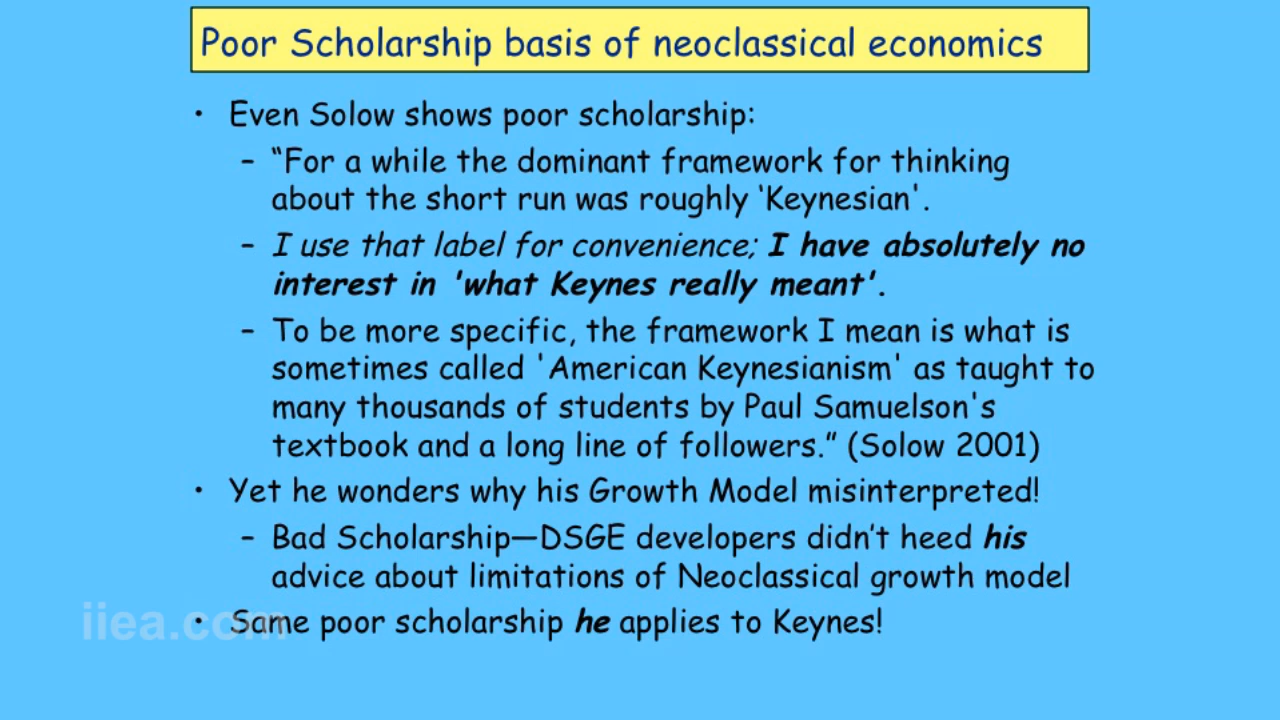 Poor Scholarship basis of neoclassical economics
• Even Solow shows poor scholarship:
– “For a while the dominant framework for thinking
about the short run was roughly ‘Keynesian'.
– I use that label for convenience; I have absolutely no
interest in 'what Keynes really meant'.
– To be more specific, the framework I mean is what is
sometimes called 'American Keynesianism' as taught to
many thousands of students by Paul Samuelson's
textbook and a long line of followers.” (Solow 2001)
• Yet he wonders why his Growth Model misinterpreted!
– Bad Scholarship—DSGE developers didn’t heed his
advice about limitations of Neoclassical growth model
• Same poor scholarship he applies to Keynes!
iiea.com